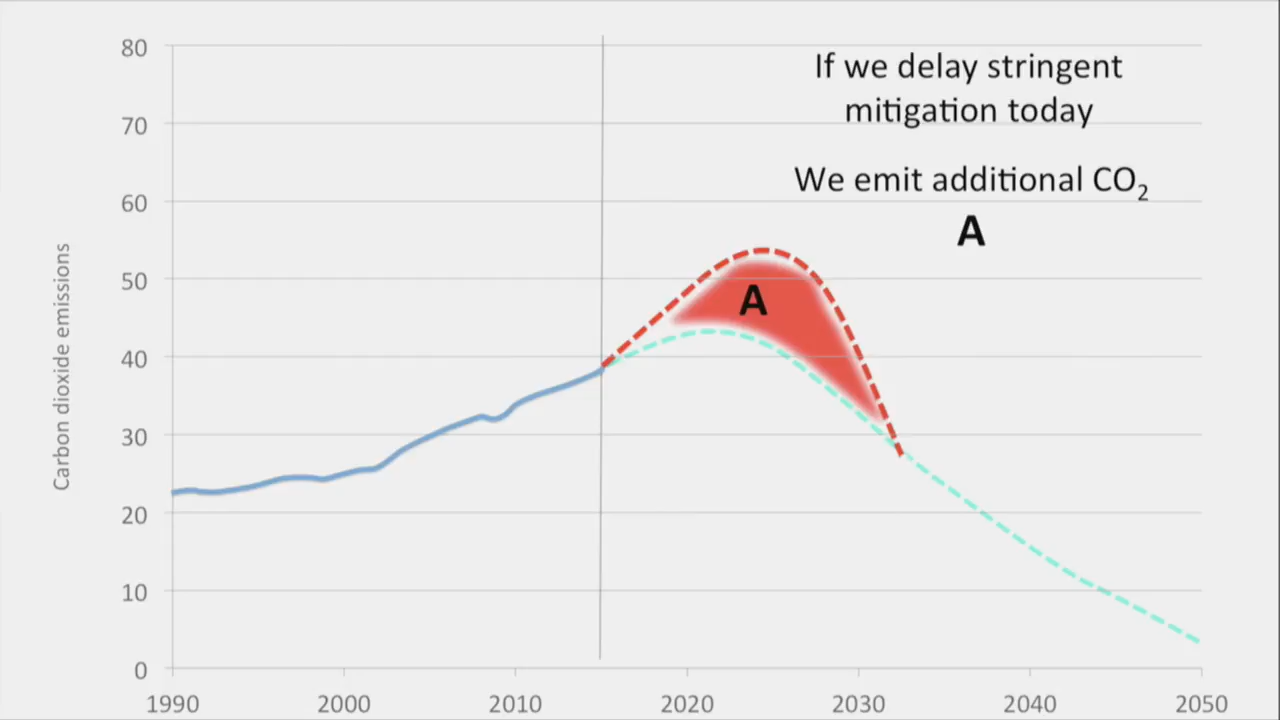 If we delay stringent
mitigation today
We emit additional CO₂
A
A
Carbon dioxide emissions
80
70
60
50
40
30
20
10
0
1990
2000
2010
2020
2030
2040
2050